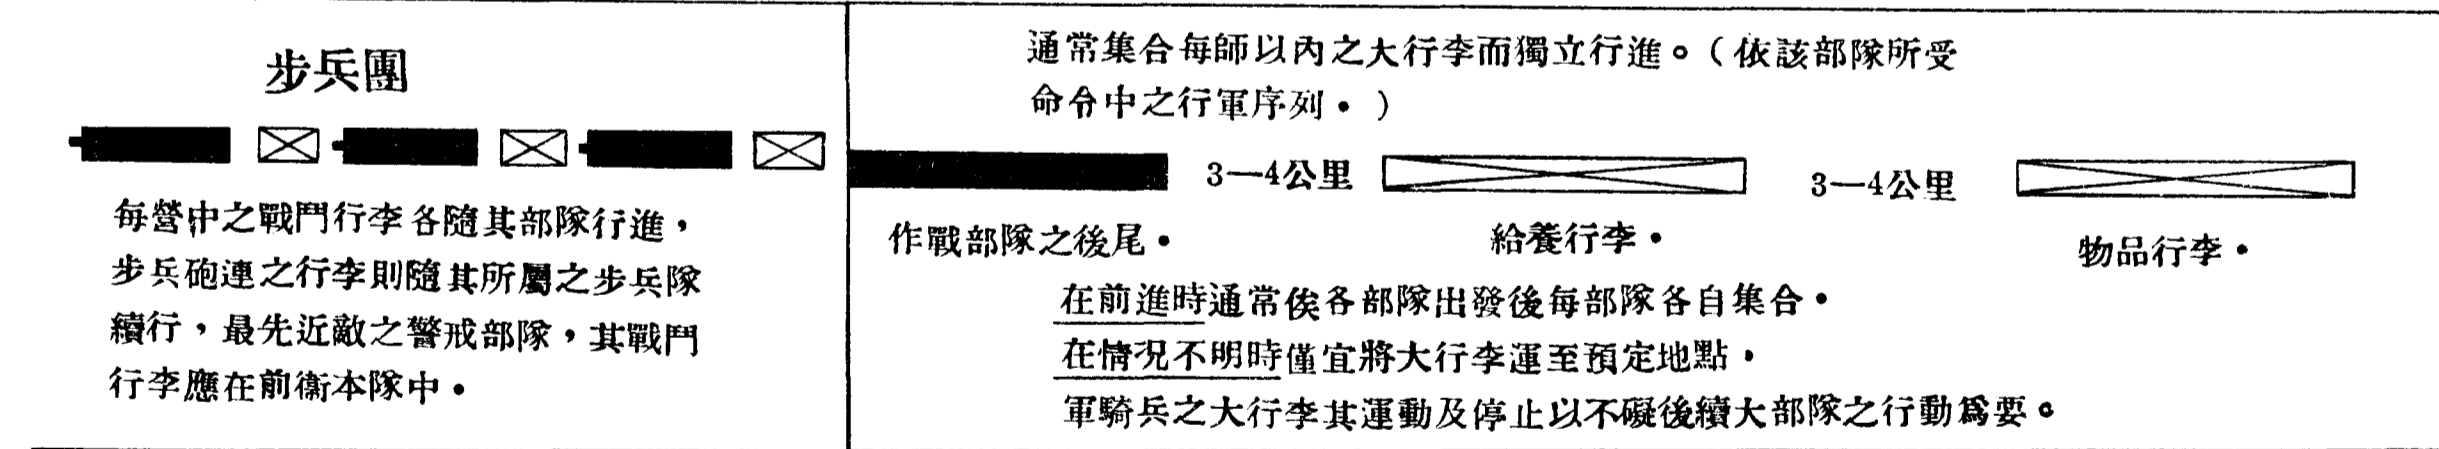 步兵團
每營中之戰鬥行李各隨其部隊行進，
步兵砲連之行李則隨其所屬之步兵隊
續行，最先近敵之警戒部隊，其戰鬥
行李應在前衞本隊中。
通常集合每師以內之大行李而獨立行進。（依該部隊所受
命令中之行軍序列。）
3—4公里
3—4公里
作戰部隊之後尾。
給養行李。
物品行李。
在前進時通常俟各部隊出發後每部隊各自集合。
在情況不明時僅宜將大行李運至預定地點，
軍騎兵之大行李其運動及停止以不礙後續大部隊之行動爲要。